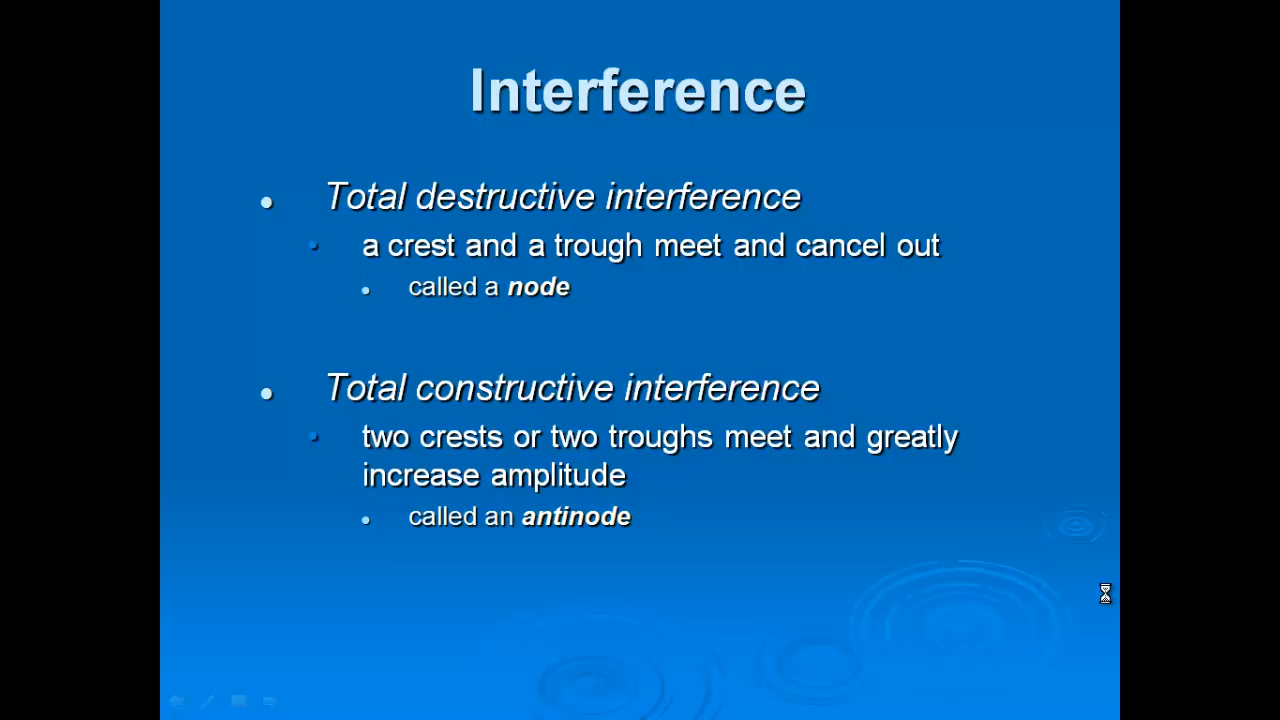 Interference
Total destructive interference
a crest and a trough meet and cancel out
called a node
Total constructive interference
two crests or two troughs meet and greatly
increase amplitude
called an antinode